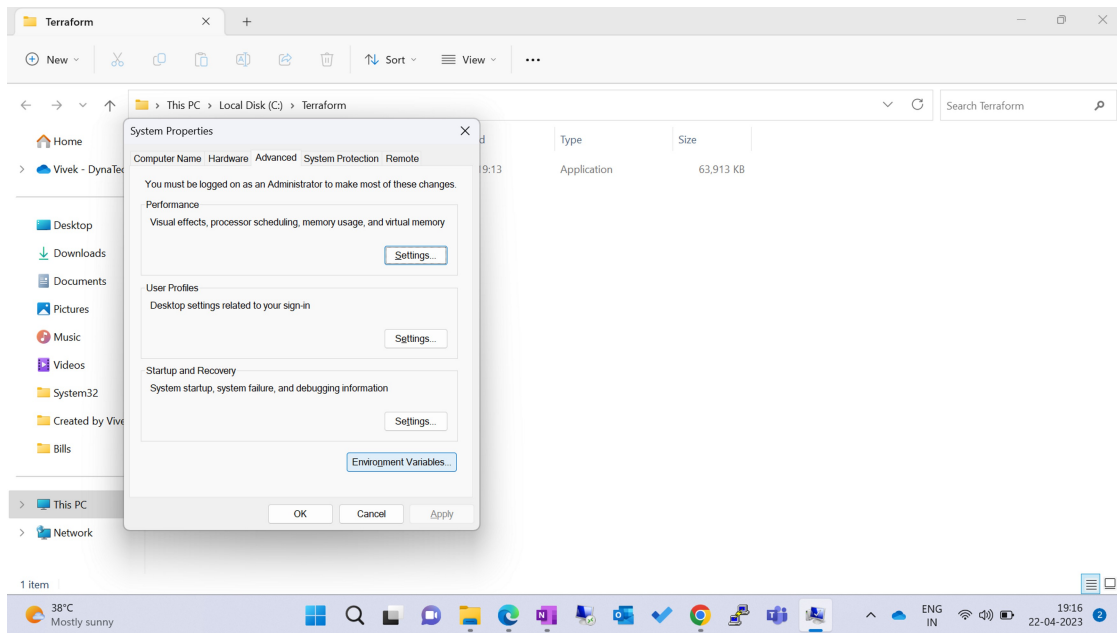 Terraform
New
Sort
View
This PC > Local Disk (C:) > Terraform
Search Terraform
Home
Vivek - DynaTec
Desktop
Downloads
Documents
Pictures
Music
Videos
System32
Created by Vive
Bills
This PC
Network
d
Type
Size
19:13
Application
63,913 KB
System Properties
Computer Name
Hardware
Advanced
System Protection
Remote
You must be logged on as an Administrator to make most of these changes.
Performance
Visual effects, processor scheduling, memory usage, and virtual memory
Settings...
User Profiles
Desktop settings related to your sign-in
Settings...
Startup and Recovery
System startup, system failure, and debugging information
Settings...
Environment Variables...
OK
Cancel
Apply
1 item
38°C
Mostly sunny
ENG
IN
19:16
22-04-2023
2